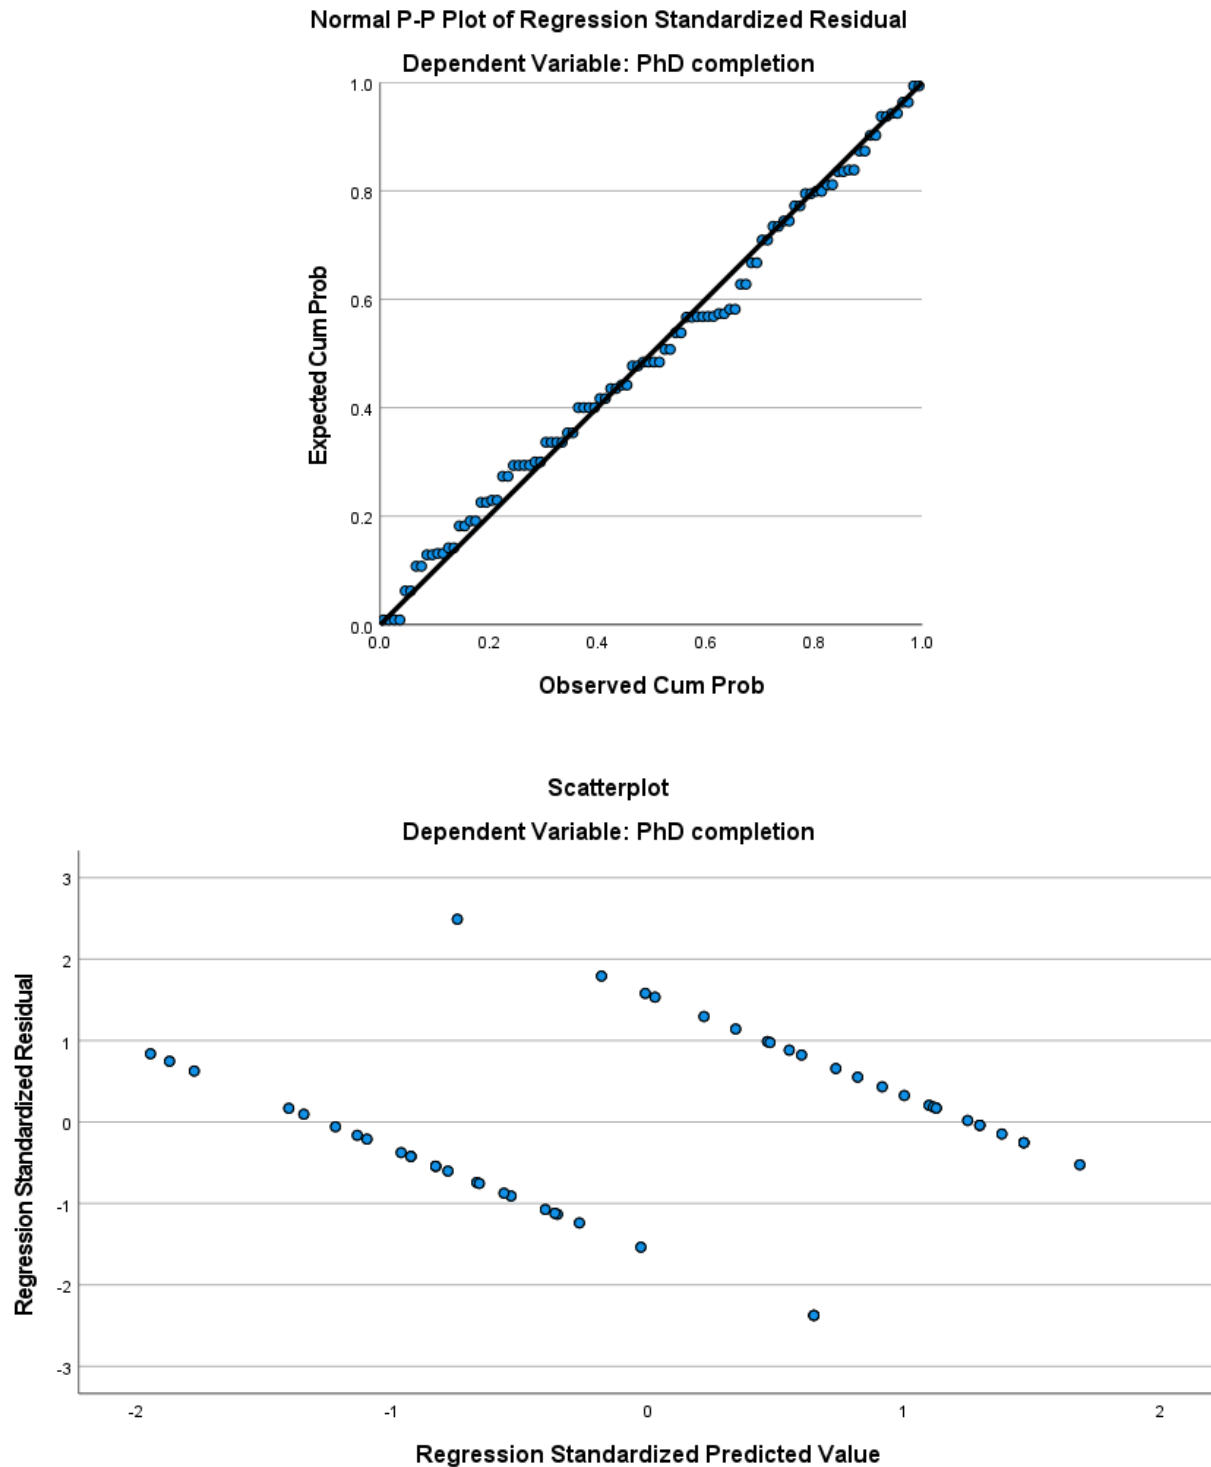 Normal P-P Plot of Regression Standardized Residual
Dependent Variable: PhD completion
Expected Cum Prob
1.0
0.8
0.6
0.4
0.2
0.0
0.0 0.2 0.4 0.6 0.8 1.0
Observed Cum Prob
Scatterplot
Dependent Variable: PhD completion
Regression Standardized Residual
3
2
1
0
-1
-2
-3
-2 -1 0 1 2
Regression Standardized Predicted Value